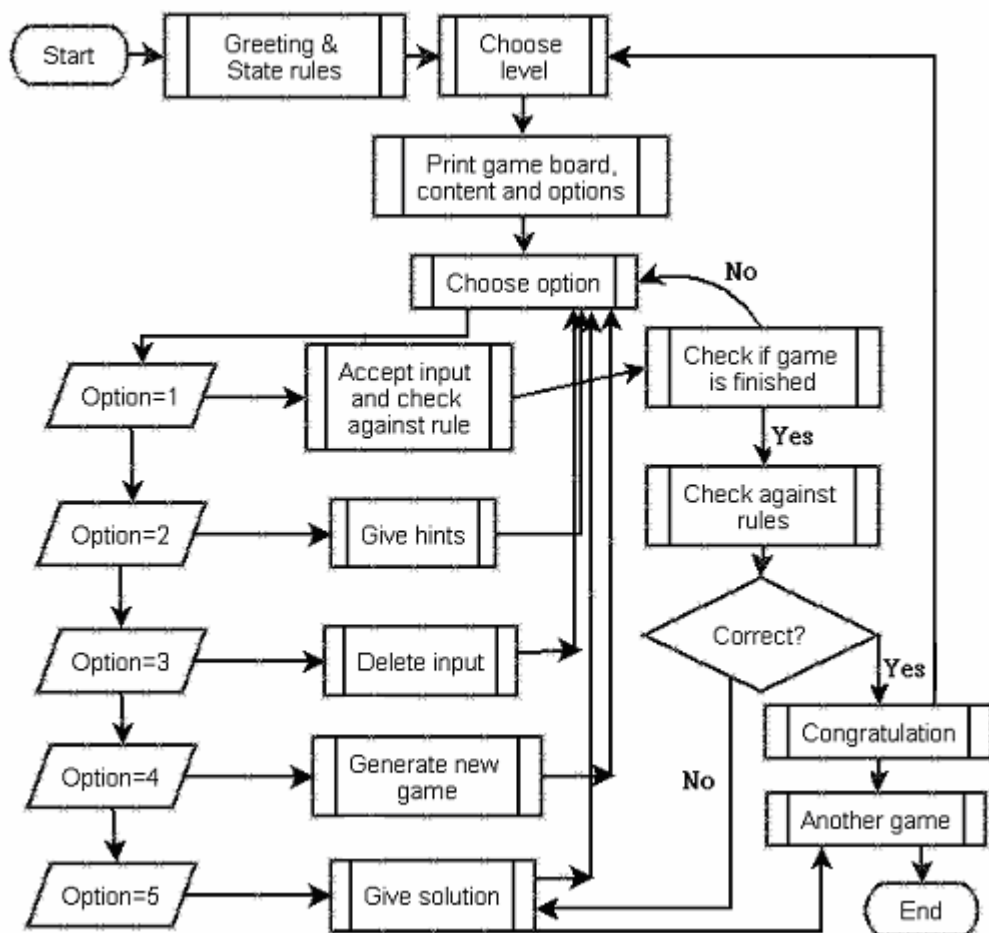 Start
Greeting &
State rules
Choose
level
Print game board,
content and options
Choose option
No
Option=1
Accept input
and check
against rule
Check if game
is finished
Yes
Option=2
Give hints
Check against
rules
Option=3
Delete input
Correct?
Yes
Option=4
Generate new
game
No
Congratulation
Another game
Option=5
Give solution
End